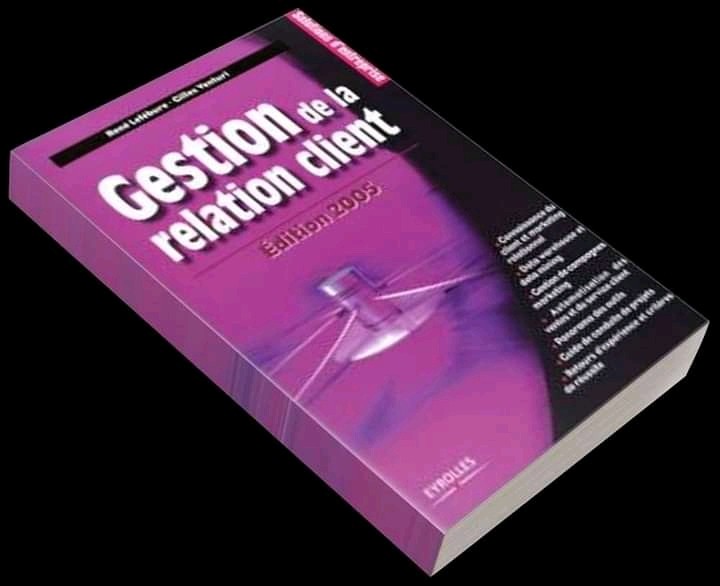 Solutions d'entreprise
René Lefébure - Gilles Venturi
Gestion de la
relation client
Édition 2005
• Connaissance du
client et marketing
relationnel
• Data warehouse et
data mining
• Gestion de campagnes
marketing
• Automatisation des
ventes et du service client
• Panorama des outils
• Guide de conduite de projets
• Retours d'expérience et critères
de réussite
EYROLLES